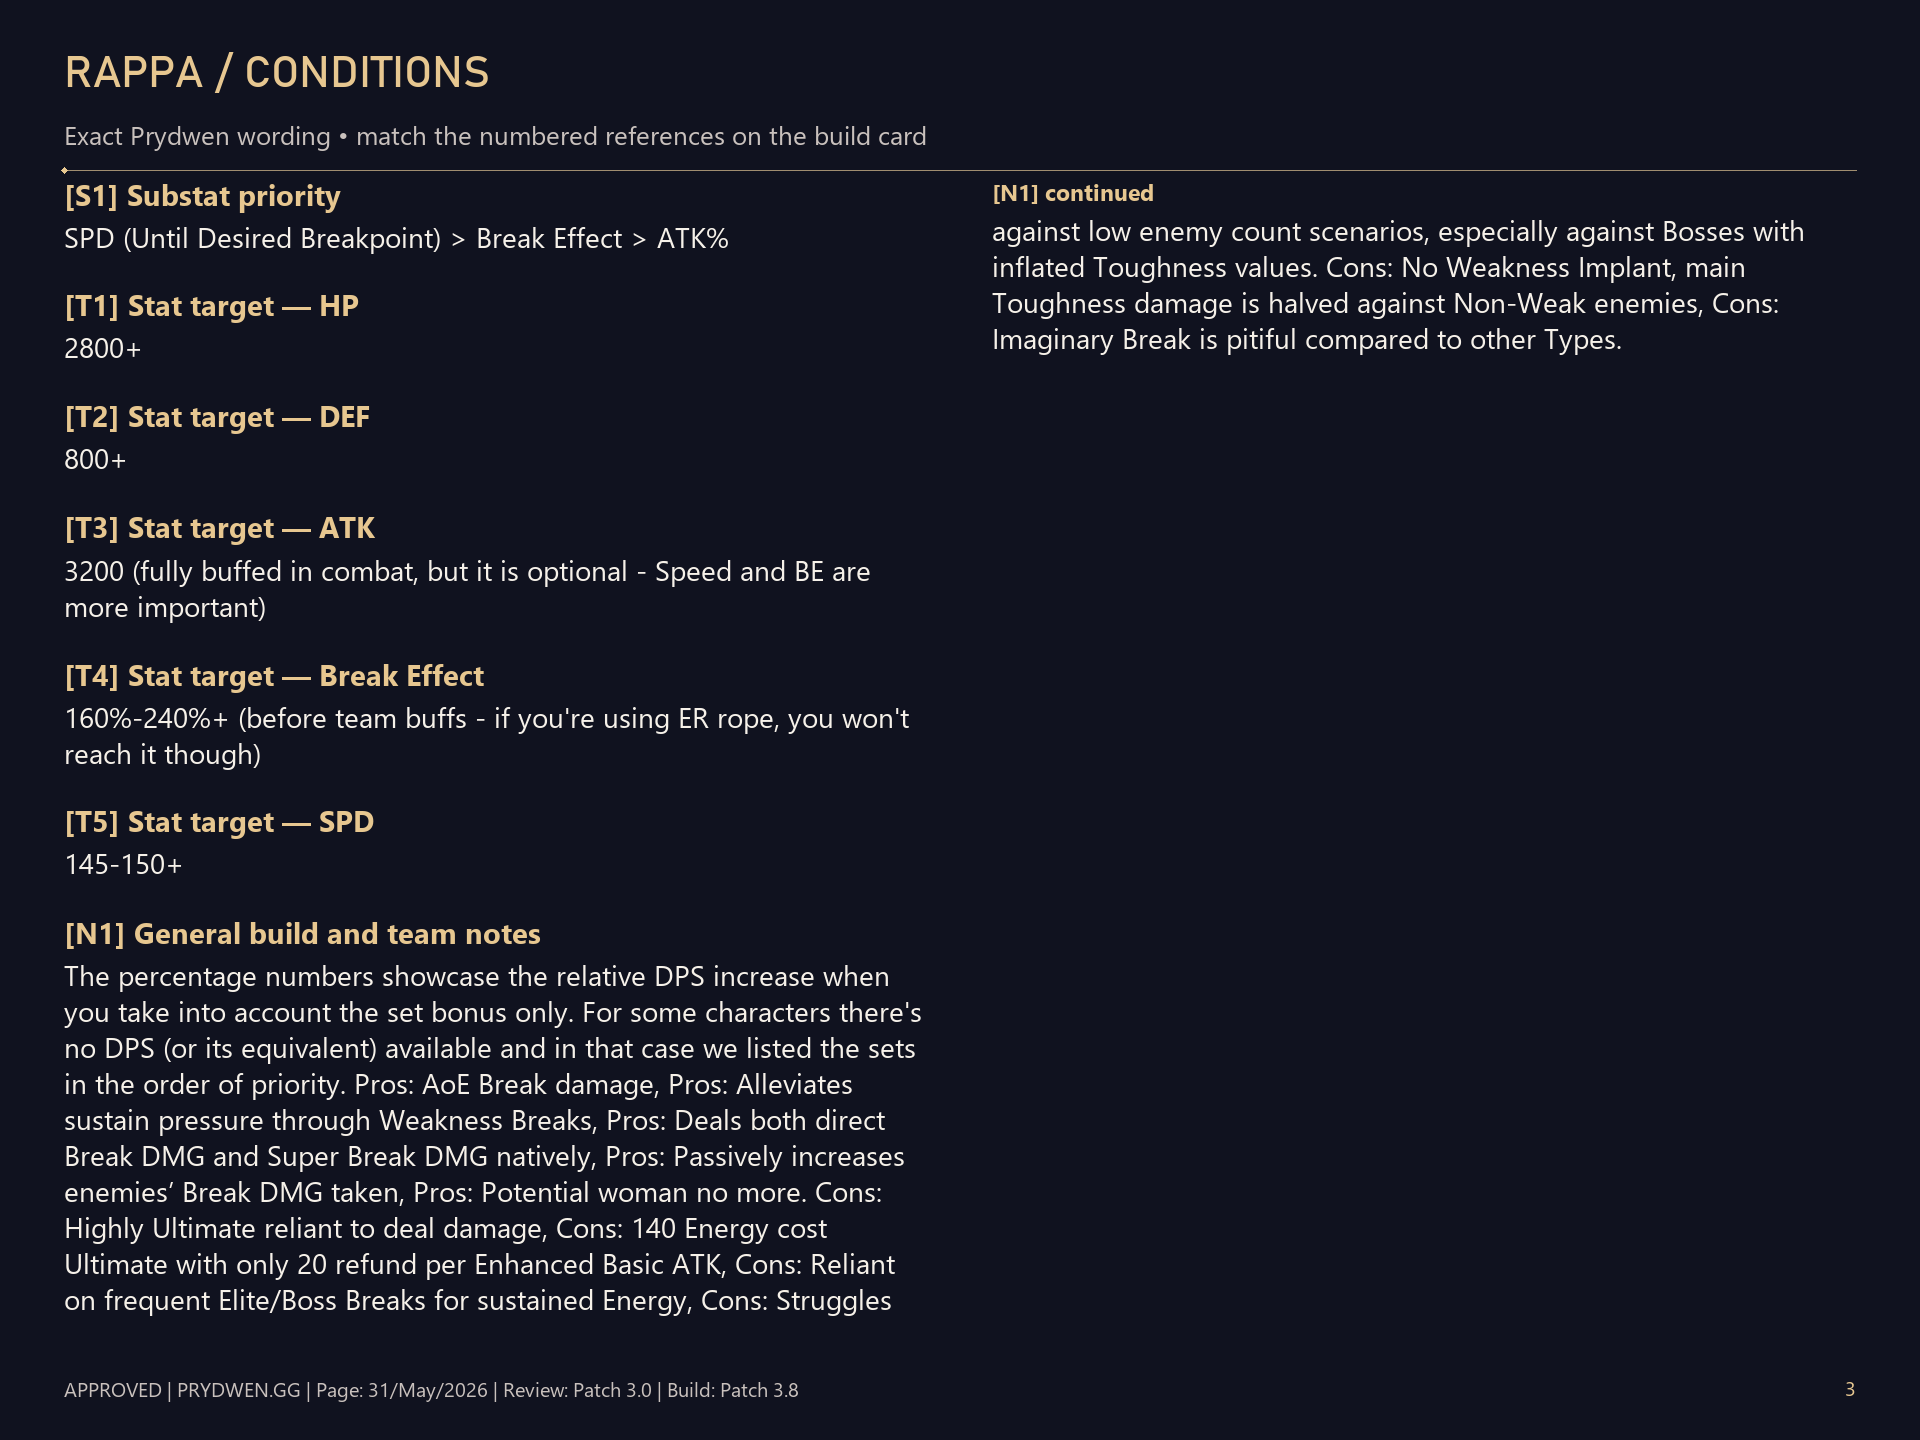 RAPPA / CONDITIONS
Exact Prydwen wording • match the numbered references on the build card
[S1] Substat priority
SPD (Until Desired Breakpoint) > Break Effect > ATK%
[T1] Stat target — HP
2800+
[T2] Stat target — DEF
800+
[T3] Stat target — ATK
3200 (fully buffed in combat, but it is optional - Speed and BE are
more important)
[T4] Stat target — Break Effect
160%-240%+ (before team buffs - if you're using ER rope, you won't
reach it though)
[T5] Stat target — SPD
145-150+
[N1] General build and team notes
The percentage numbers showcase the relative DPS increase when
you take into account the set bonus only. For some characters there's
no DPS (or its equivalent) available and in that case we listed the sets
in the order of priority. Pros: AoE Break damage, Pros: Alleviates
sustain pressure through Weakness Breaks, Pros: Deals both direct
Break DMG and Super Break DMG natively, Pros: Passively increases
enemies’ Break DMG taken, Pros: Potential woman no more. Cons:
Highly Ultimate reliant to deal damage, Cons: 140 Energy cost
Ultimate with only 20 refund per Enhanced Basic ATK, Cons: Reliant
on frequent Elite/Boss Breaks for sustained Energy, Cons: Struggles
[N1] continued
against low enemy count scenarios, especially against Bosses with
inflated Toughness values. Cons: No Weakness Implant, main
Toughness damage is halved against Non-Weak enemies, Cons:
Imaginary Break is pitiful compared to other Types.
APPROVED | PRYDWEN.GG | Page: 31/May/2026 | Review: Patch 3.0 | Build: Patch 3.8
3